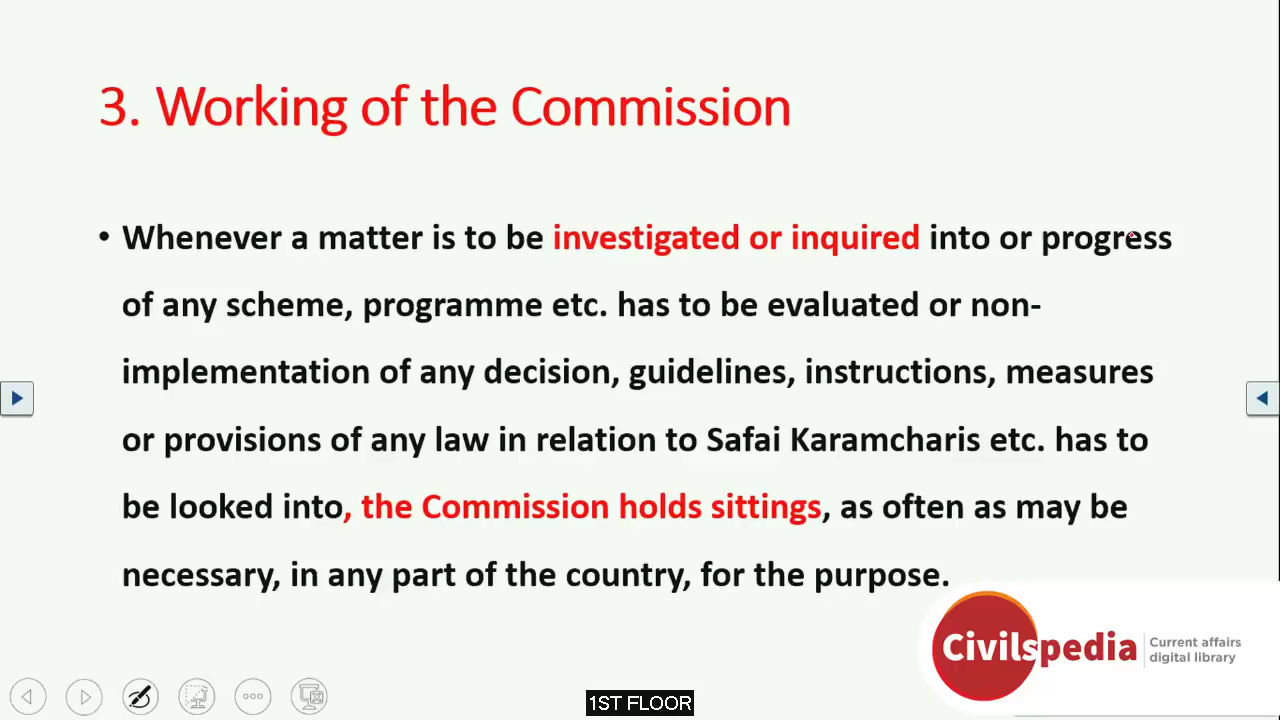 3. Working of the Commission
• Whenever a matter is to be investigated or inquired into or progress
of any scheme, programme etc. has to be evaluated or non-
implementation of any decision, guidelines, instructions, measures
or provisions of any law in relation to Safai Karamcharis etc. has to
be looked into, the Commission holds sittings, as often as may be
necessary, in any part of the country, for the purpose.
Civilspedia
Current affairs
digital library
1ST FLOOR